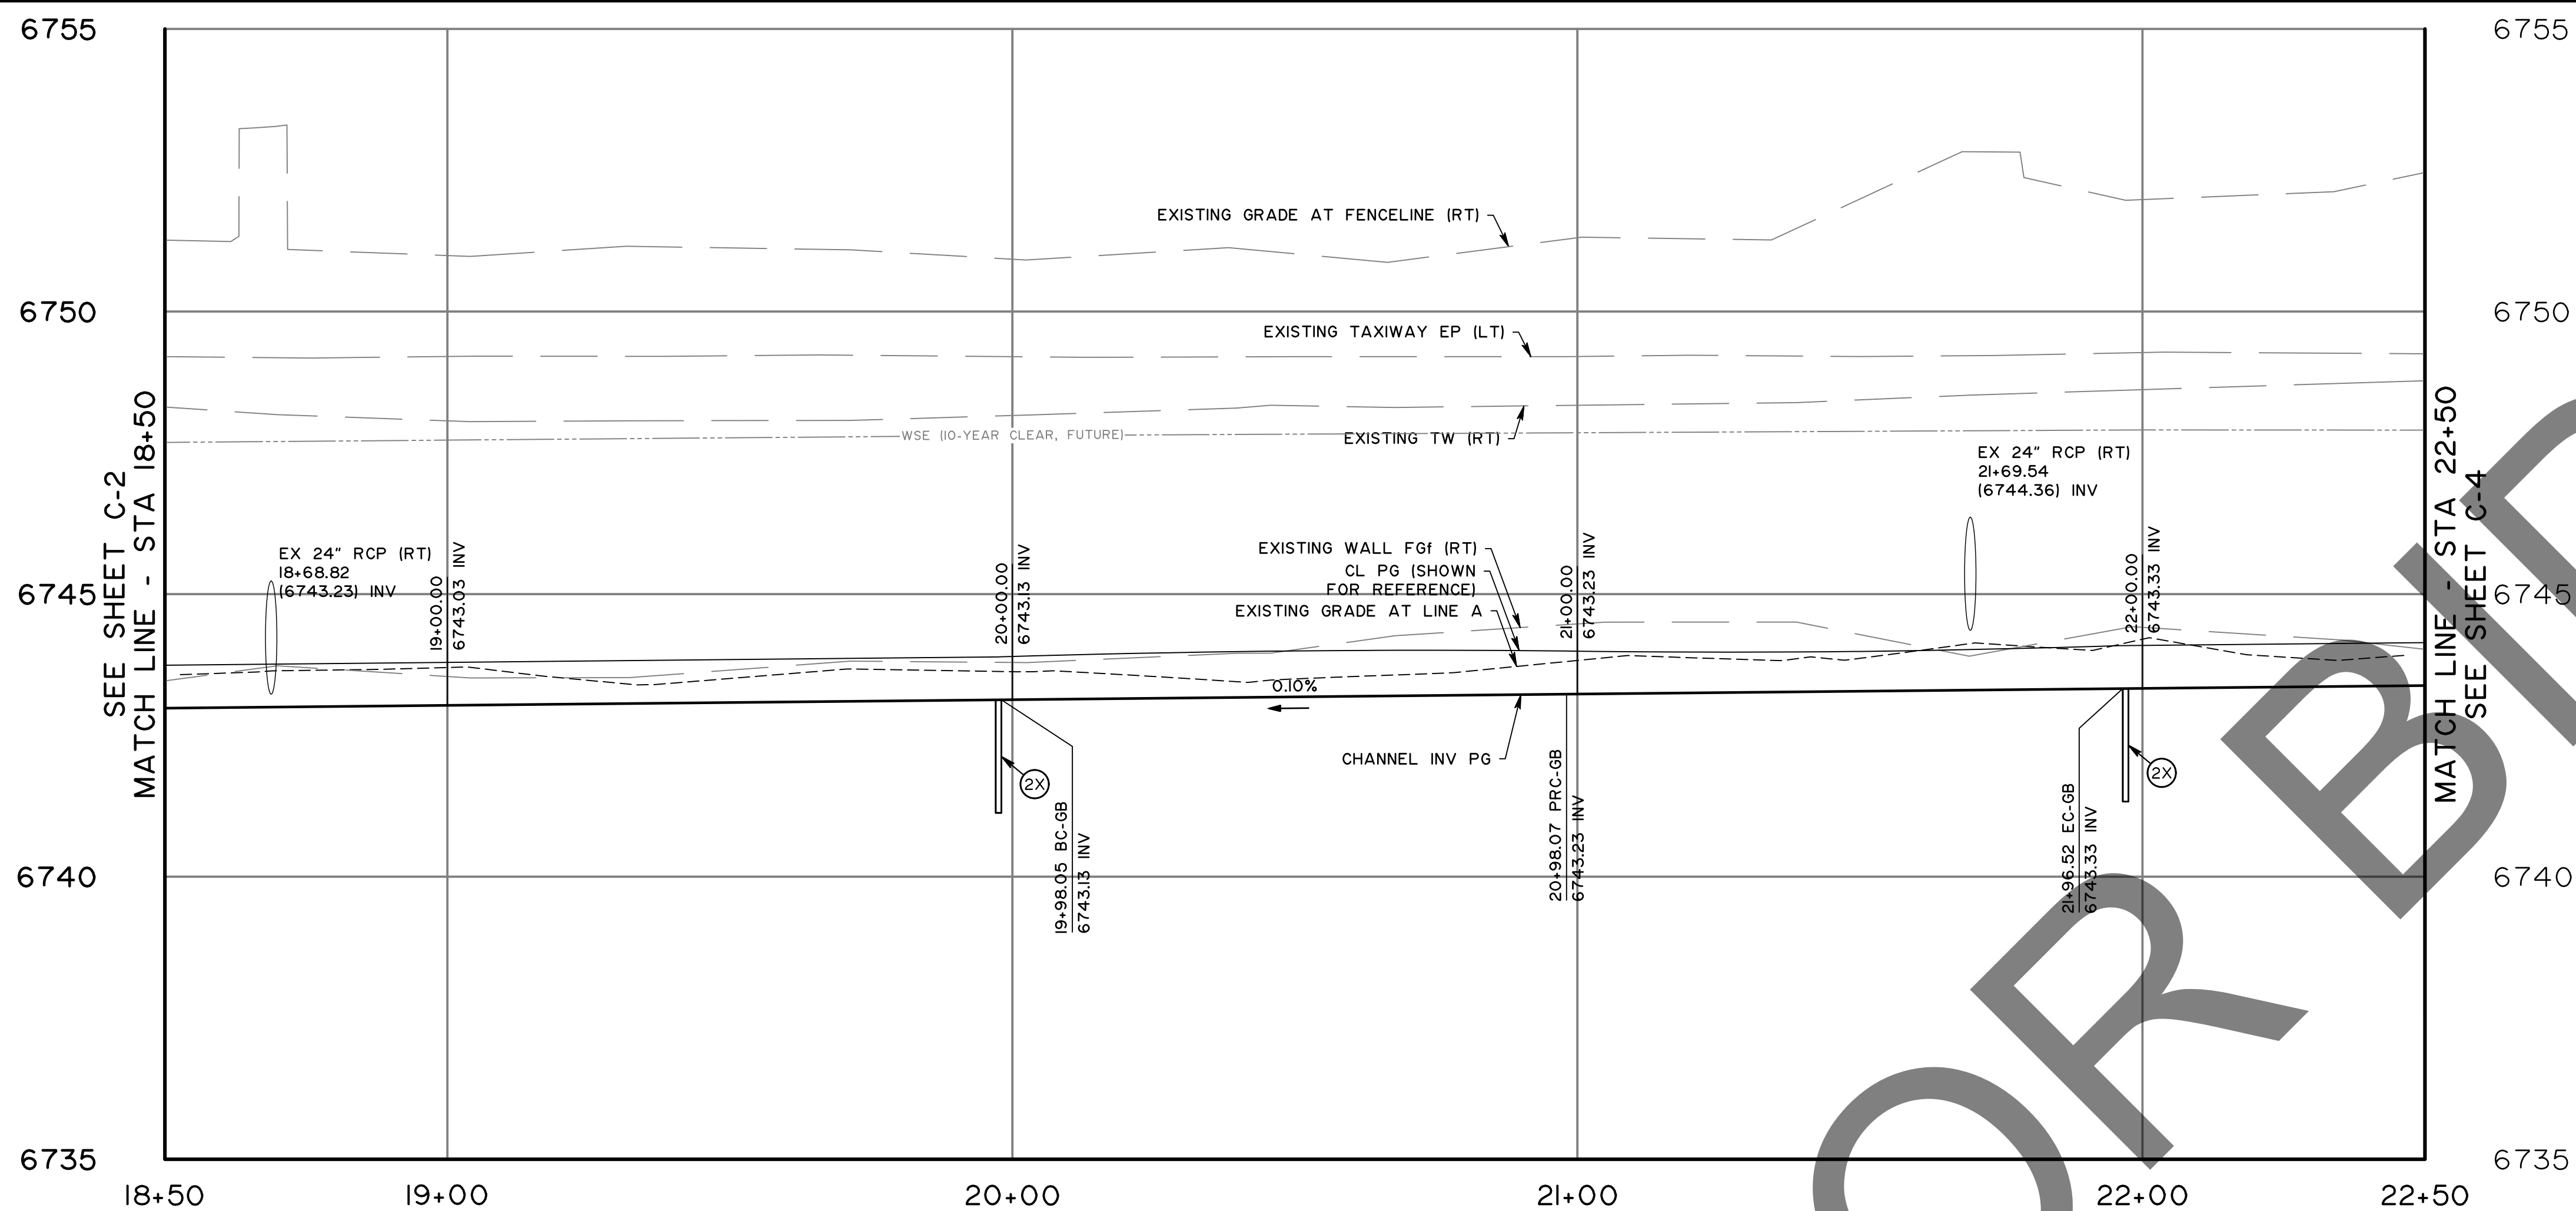 6755
6755
EXISTING GRADE AT FENCELINE (RT)
6750
6750
EXISTING TAXIWAY EP (LT)
WSE (10-YEAR CLEAR, FUTURE)
EXISTING TW (RT)
EX 24" RCP (RT)
21+69.54
(6744.36) INV
SEE SHEET C-2
MATCH LINE - STA 18+50
EX 24" RCP (RT)
18+68.82
(6743.23) INV
19+00.00
6743.03 INV
20+00.00
6743.13 INV
EXISTING WALL FGf (RT)
CL PG (SHOWN
FOR REFERENCE)
EXISTING GRADE AT LINE A
21+00.00
6743.23 INV
22+00.00
6743.33 INV
MATCH LINE - STA 22+50
SEE SHEET C-4
6745
6745
0.10%
CHANNEL INV PG
2X
2X
19+98.05 BC-GB
6743.13 INV
20+98.07 PRC-GB
6743.23 INV
21+96.52 EC-GB
6743.33 INV
6740
6740
OR BID
6735
6735
18+50
19+00
20+00
21+00
22+00
22+50